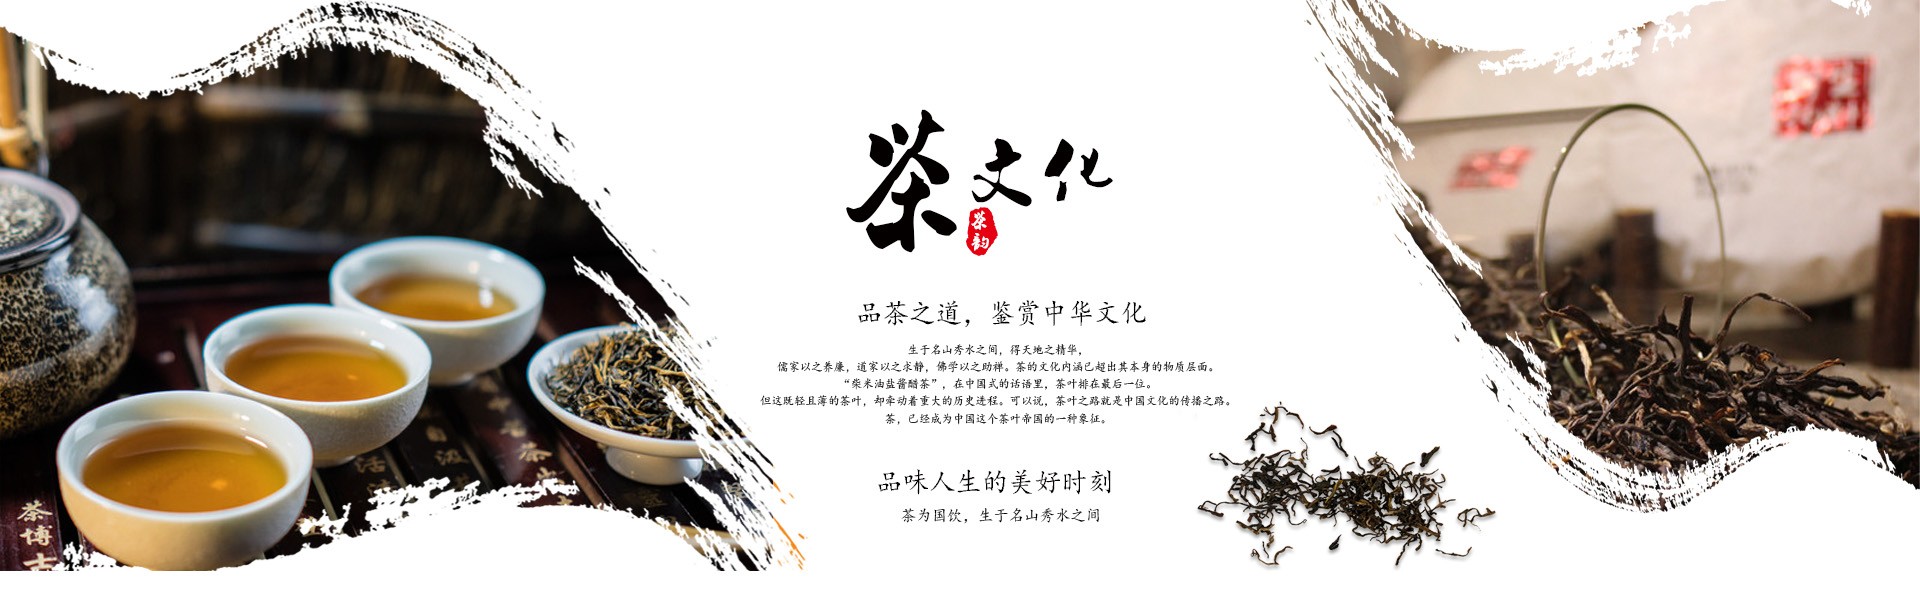 茶文化
茶韵
品茶之道，鉴赏中华文化
生于名山秀水之间，得天地之精华，
儒家以之养廉，道家以之求静，佛学以之助禅。茶的文化内涵已超出其本身的物质层面。
“柴米油盐酱醋茶”，在中国式的话语里，茶叶排在最后一位。
但这既轻且薄的茶叶，却牵动着重大的历史进程。可以说，茶叶之路就是中国文化的传播之路。
茶，已经成为中国这个茶叶帝国的一种象征。
品味人生的美好时刻
茶为国饮，生于名山秀水之间
茶博士